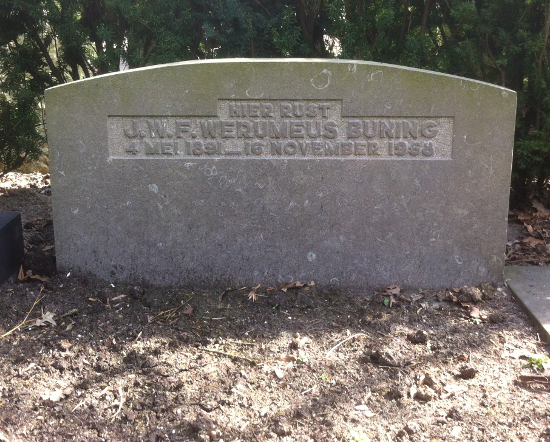 HIER RUST
J.W.F. WERUMEUS BUNING
4 MEI 1891 — 16 NOVEMBER 1958